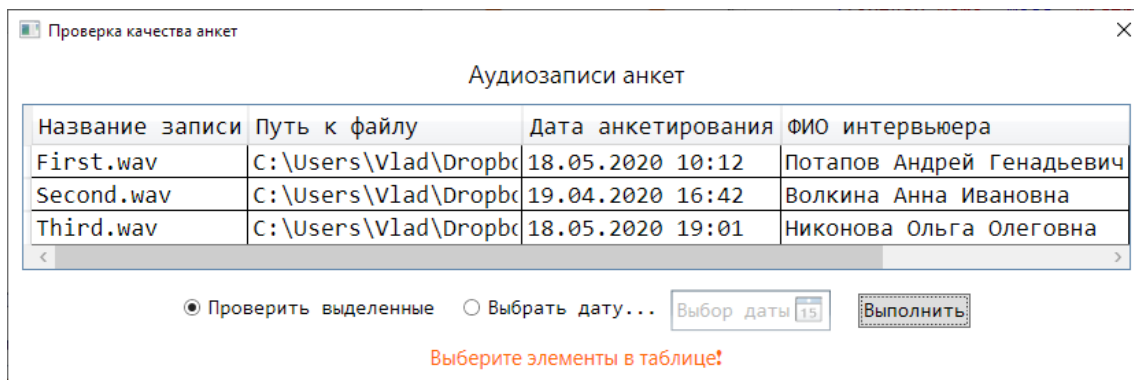 Проверка качества анкет
Аудиозаписи анкет
Название записи Путь к файлу Дата анкетирования ФИО интервьюера
First.wav C:\Users\Vlad\Dropbo 18.05.2020 10:12 Потапов Андрей Генадьевич
Second.wav C:\Users\Vlad\Dropbo 19.04.2020 16:42 Волкина Анна Ивановна
Third.wav C:\Users\Vlad\Dropbo 18.05.2020 19:01 Никонова Ольга Олеговна
Проверить выделенные Выбрать дату... Выбор даты 15 Выполнить
Выберите элементы в таблице!